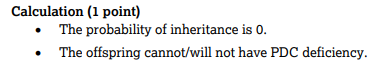 Calculation (1 point)
• The probability of inheritance is 0.
• The offspring cannot/will not have PDC deficiency.